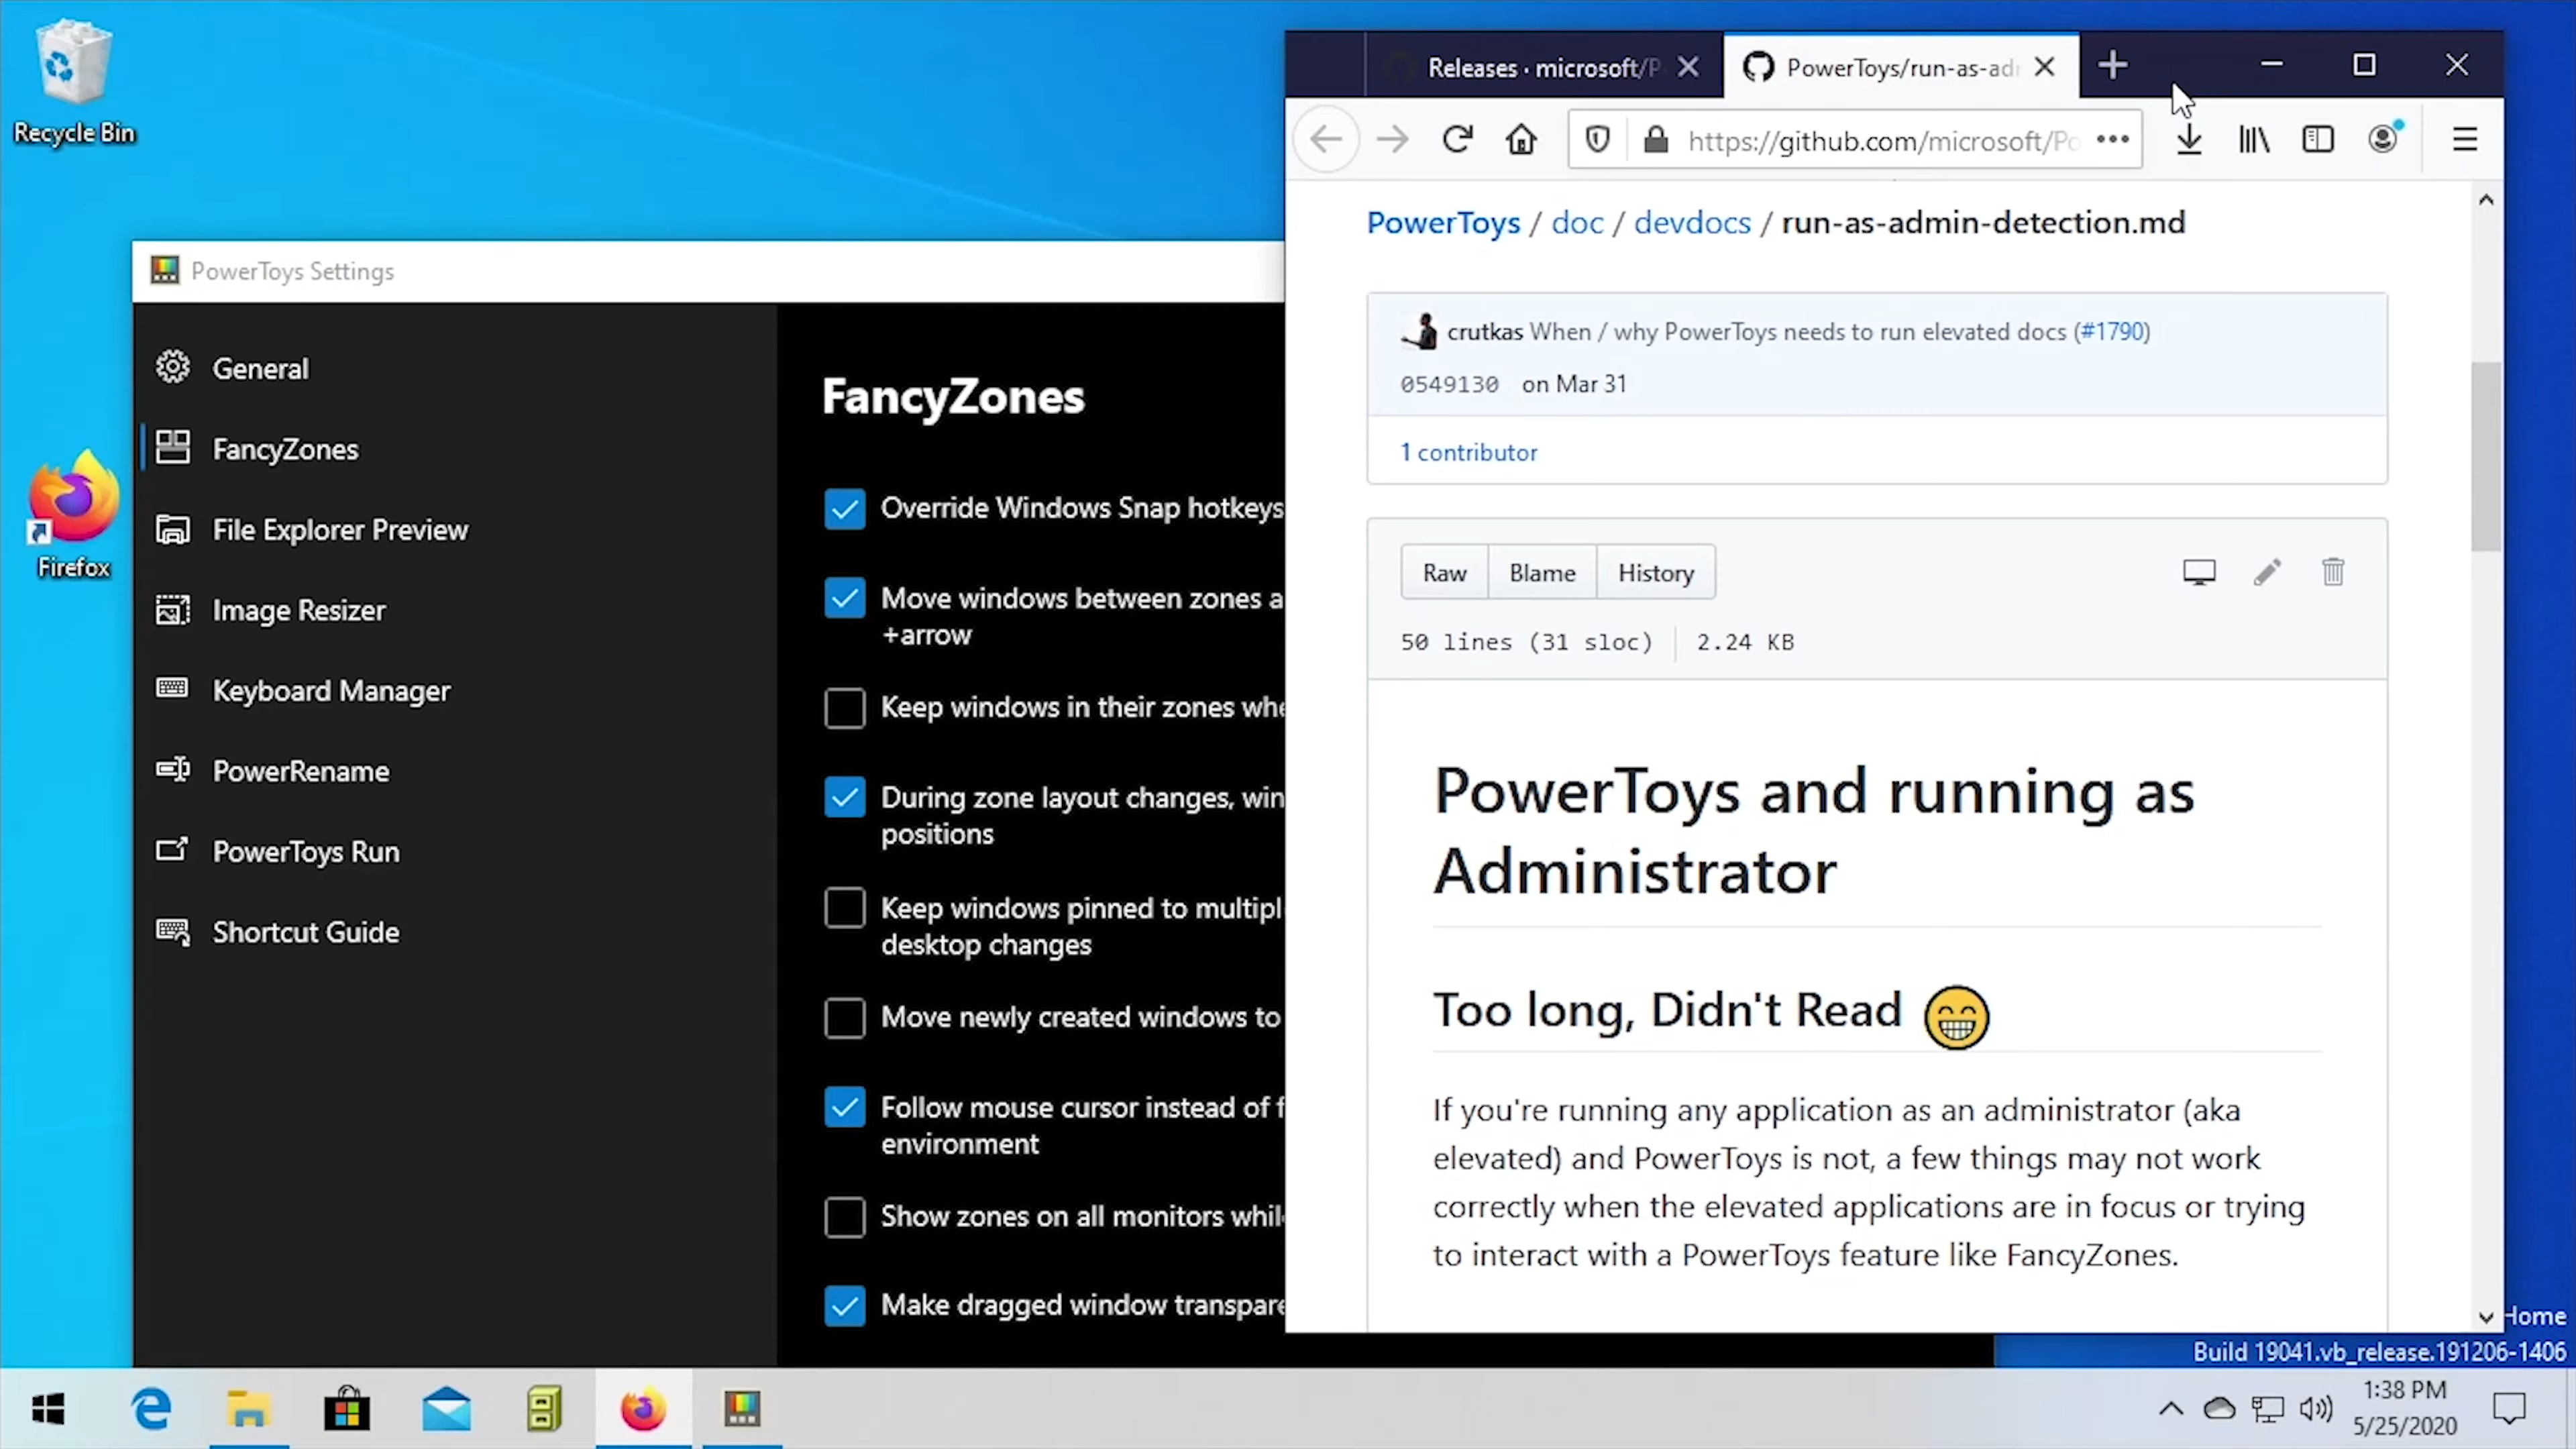 Recycle Bin
Firefox
PowerToys Settings
General
FancyZones
File Explorer Preview
Image Resizer
Keyboard Manager
PowerRename
PowerToys Run
Shortcut Guide
FancyZones
Override Windows Snap hotkeys
Move windows between zones a
+arrow
Keep windows in their zones whe
During zone layout changes, win
positions
Keep windows pinned to multipl
desktop changes
Move newly created windows to
Follow mouse cursor instead of f
environment
Show zones on all monitors whil
Make dragged window transpare
Releases · microsoft/P
PowerToys/run-as-adi
https://github.com/microsoft/Po
PowerToys / doc / devdocs / run-as-admin-detection.md
crutkas When / why PowerToys needs to run elevated docs (#1790)
0549130 on Mar 31
1 contributor
Raw Blame History
50 lines (31 sloc) 2.24 KB
PowerToys and running as
Administrator
Too long, Didn't Read 😁
If you're running any application as an administrator (aka
elevated) and PowerToys is not, a few things may not work
correctly when the elevated applications are in focus or trying
to interact with a PowerToys feature like FancyZones.
Home
Build 19041.vb_release.191206-1406
1:38 PM
5/25/2020